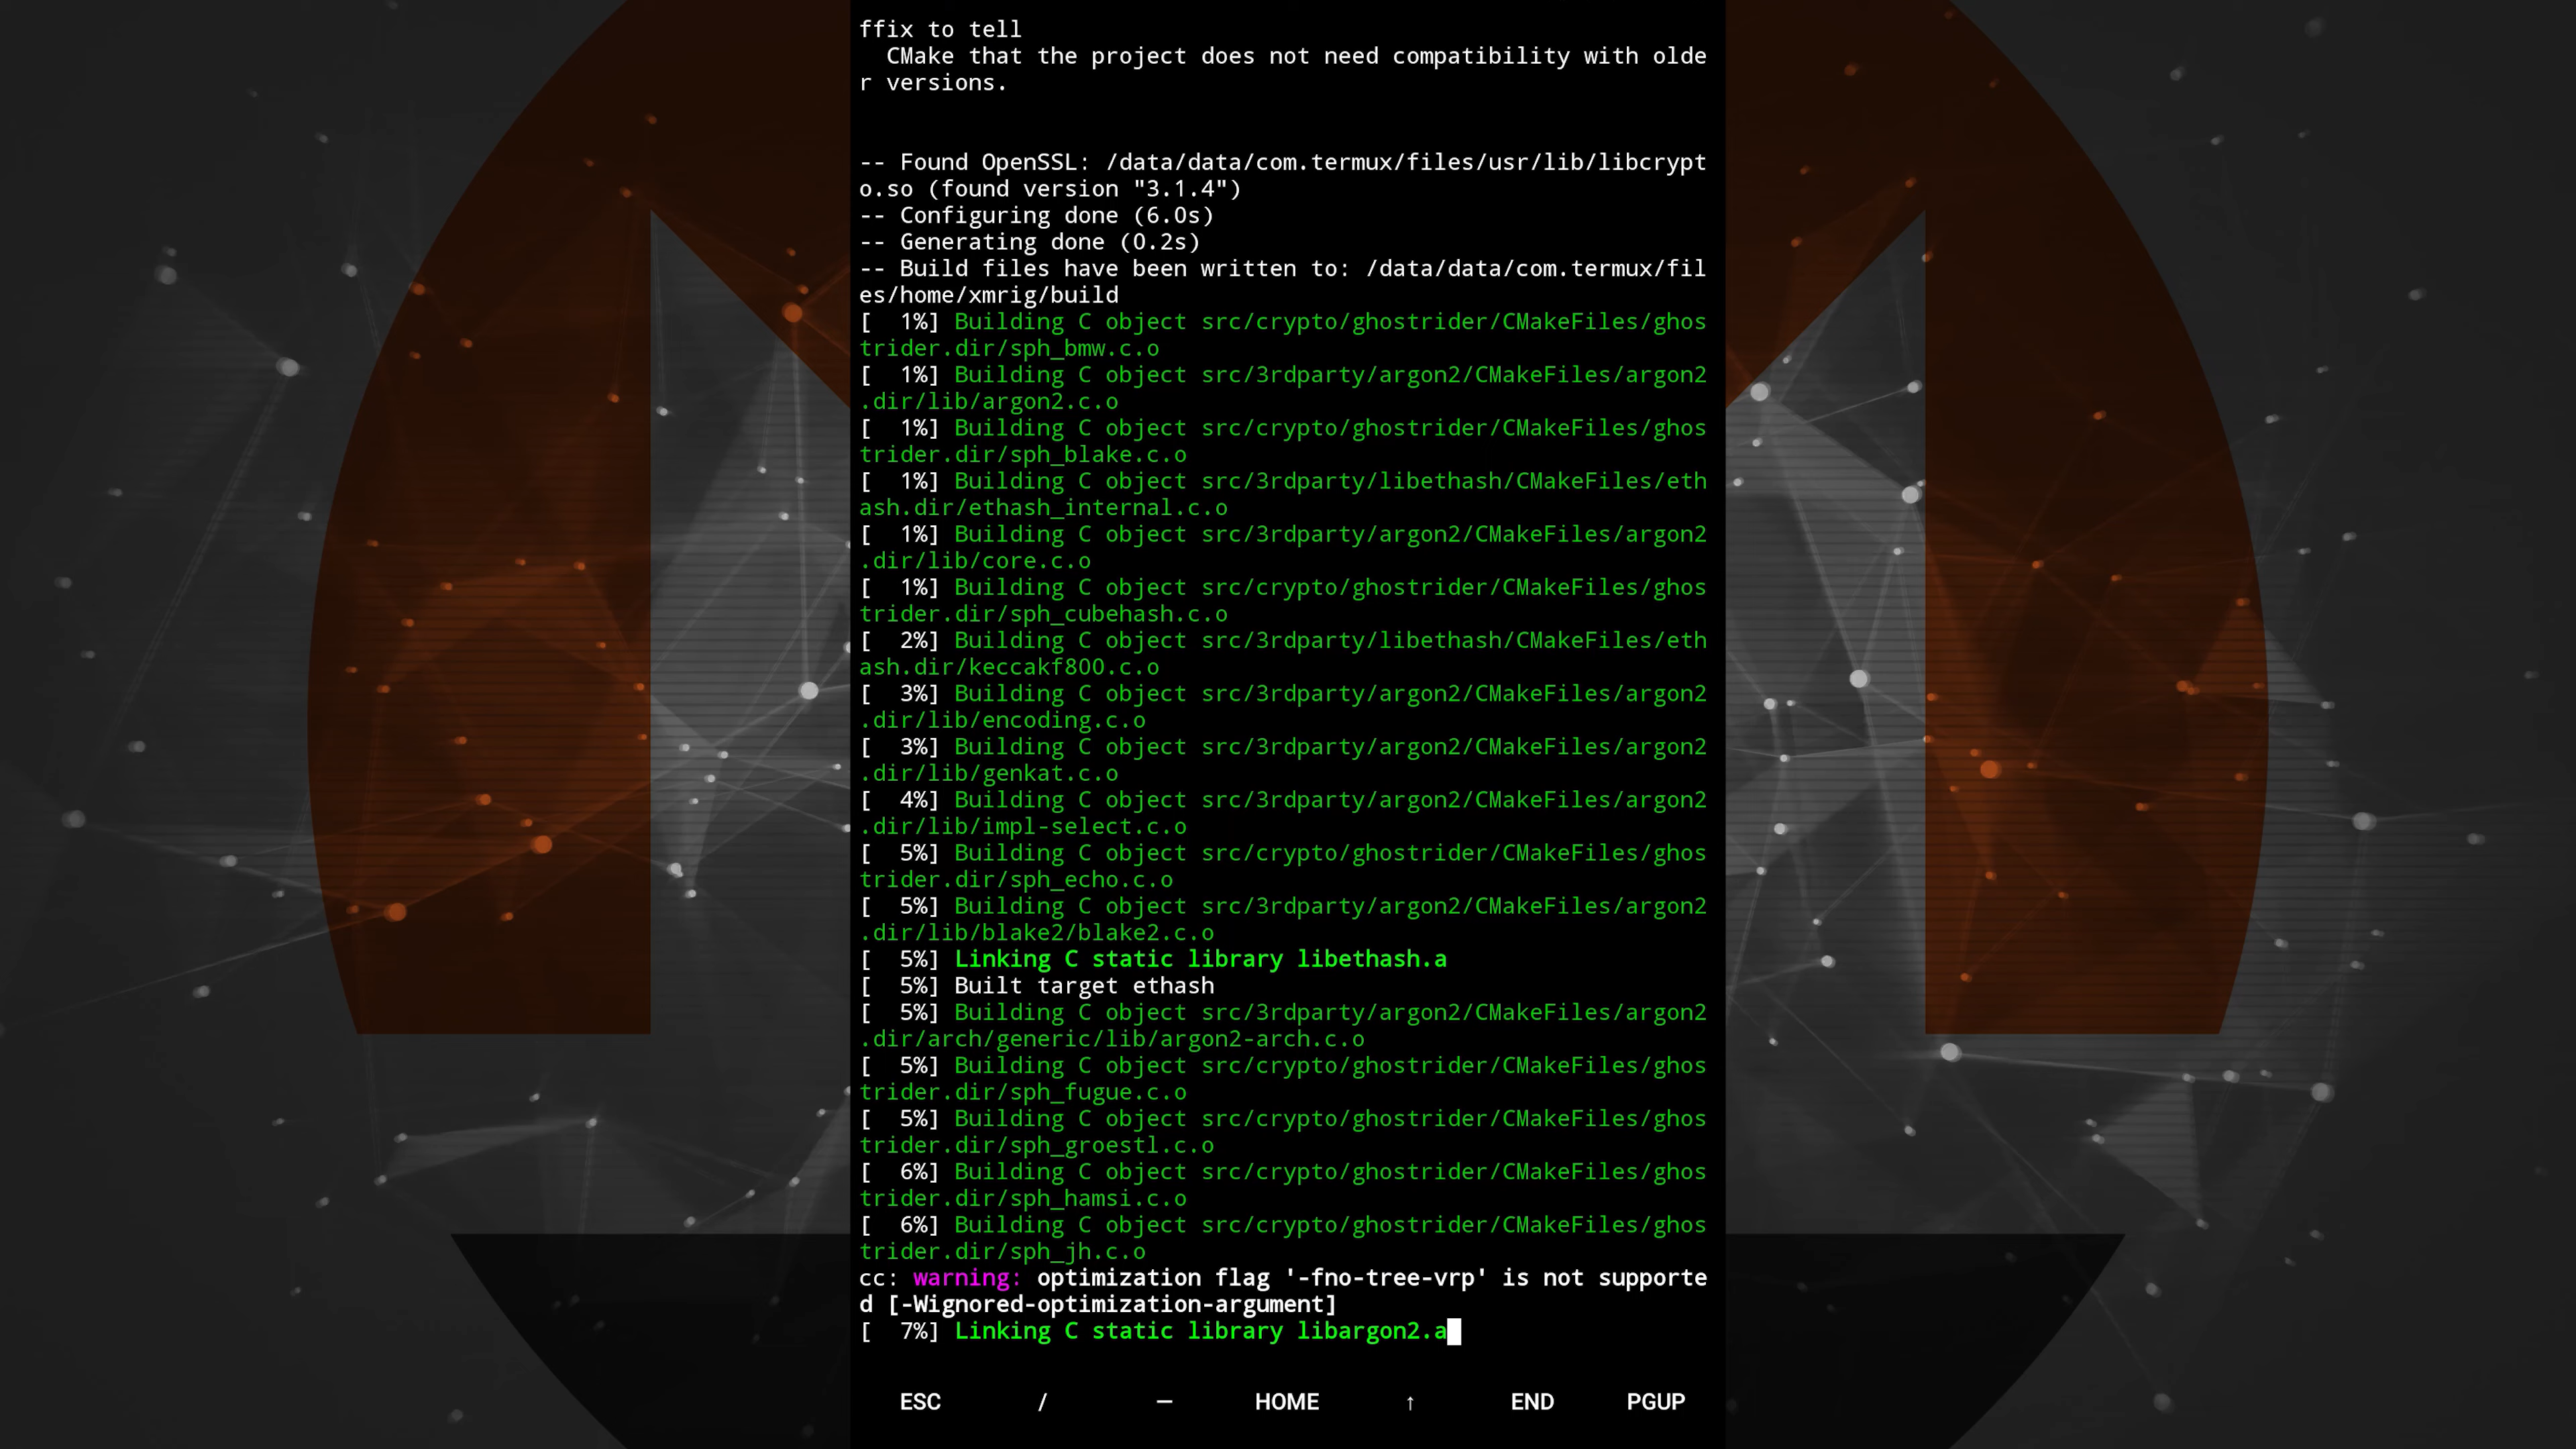 ffix to tell
  CMake that the project does not need compatibility with olde
r versions.
-- Found OpenSSL: /data/data/com.termux/files/usr/lib/libcrypt
o.so (found version "3.1.4")
-- Configuring done (6.0s)
-- Generating done (0.2s)
-- Build files have been written to: /data/data/com.termux/fil
es/home/xmrig/build
[  1%] Building C object src/crypto/ghostrider/CMakeFiles/ghos
trider.dir/sph_bmw.c.o
[  1%] Building C object src/3rdparty/argon2/CMakeFiles/argon2
.dir/lib/argon2.c.o
[  1%] Building C object src/crypto/ghostrider/CMakeFiles/ghos
trider.dir/sph_blake.c.o
[  1%] Building C object src/3rdparty/libethash/CMakeFiles/eth
ash.dir/ethash_internal.c.o
[  1%] Building C object src/3rdparty/argon2/CMakeFiles/argon2
.dir/lib/core.c.o
[  1%] Building C object src/crypto/ghostrider/CMakeFiles/ghos
trider.dir/sph_cubehash.c.o
[  2%] Building C object src/3rdparty/libethash/CMakeFiles/eth
ash.dir/keccakf800.c.o
[  3%] Building C object src/3rdparty/argon2/CMakeFiles/argon2
.dir/lib/encoding.c.o
[  3%] Building C object src/3rdparty/argon2/CMakeFiles/argon2
.dir/lib/genkat.c.o
[  4%] Building C object src/3rdparty/argon2/CMakeFiles/argon2
.dir/lib/impl-select.c.o
[  5%] Building C object src/crypto/ghostrider/CMakeFiles/ghos
trider.dir/sph_echo.c.o
[  5%] Building C object src/3rdparty/argon2/CMakeFiles/argon2
.dir/lib/blake2/blake2.c.o
[  5%] Linking C static library libethash.a
[  5%] Built target ethash
[  5%] Building C object src/3rdparty/argon2/CMakeFiles/argon2
.dir/arch/generic/lib/argon2-arch.c.o
[  5%] Building C object src/crypto/ghostrider/CMakeFiles/ghos
trider.dir/sph_fugue.c.o
[  5%] Building C object src/crypto/ghostrider/CMakeFiles/ghos
trider.dir/sph_groestl.c.o
[  6%] Building C object src/crypto/ghostrider/CMakeFiles/ghos
trider.dir/sph_hamsi.c.o
[  6%] Building C object src/crypto/ghostrider/CMakeFiles/ghos
trider.dir/sph_jh.c.o
cc: warning: optimization flag '-fno-tree-vrp' is not supporte
d [-Wignored-optimization-argument]
[  7%] Linking C static library libargon2.a
ESC / — HOME ↑ END PGUP